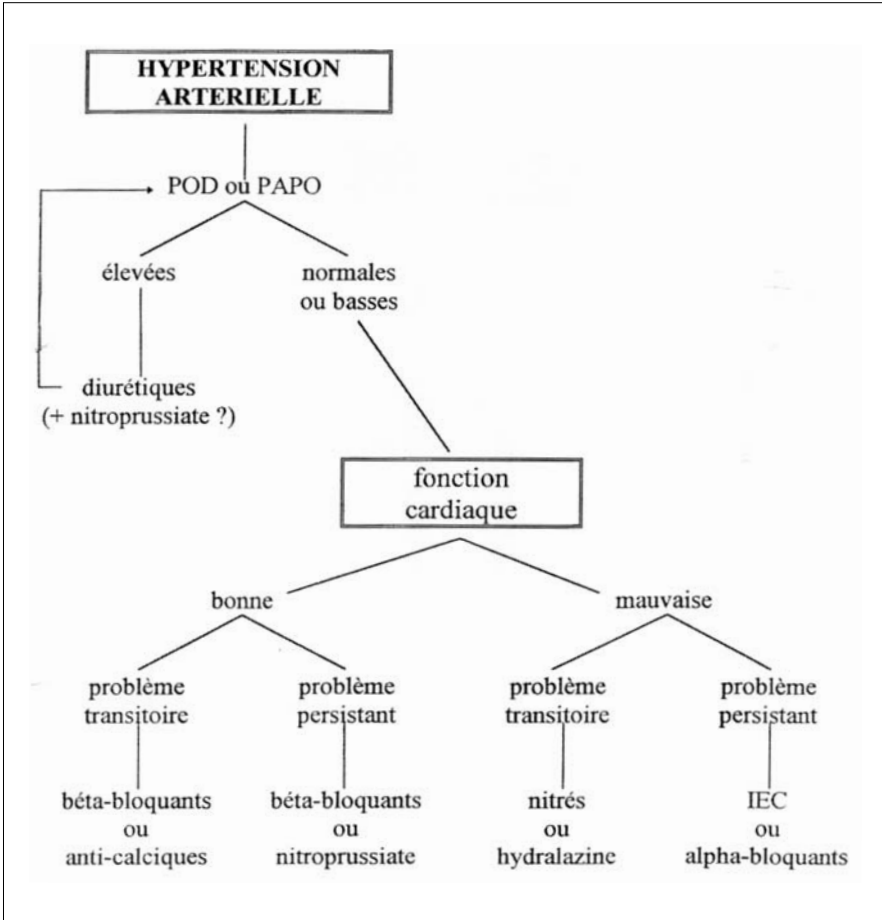 HYPERTENSION
ARTERIELLE
POD ou PAPO
élevées
normales
ou basses
diurétiques
(+ nitroprussiate ?)
fonction
cardiaque
bonne
mauvaise
problème
transitoire
problème
persistant
problème
transitoire
problème
persistant
béta-bloquants
ou
anti-calciques
béta-bloquants
ou
nitroprussiate
nitrés
ou
hydralazine
IEC
ou
alpha-bloquants